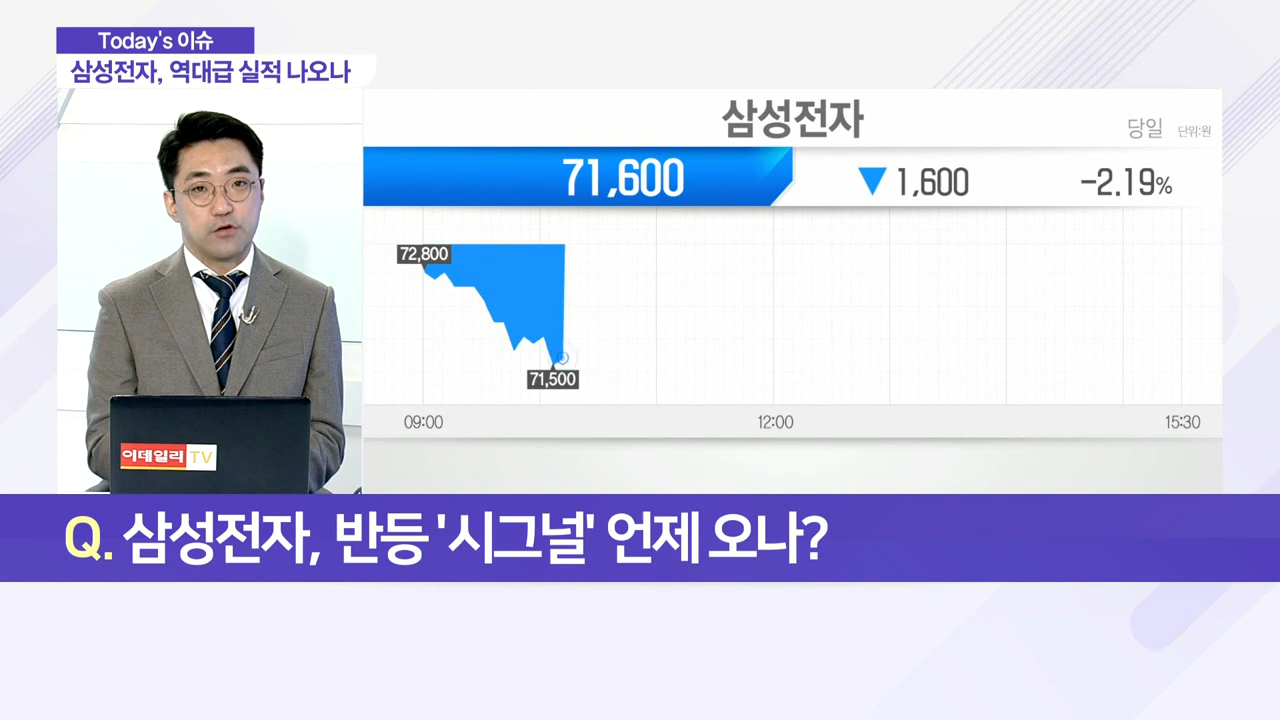 Today's 이슈
삼성전자, 역대급 실적 나오나
삼성전자
당일 단위:원
71,600 ▼ 1,600 -2.19%
72,800
71,500
09:00 12:00 15:30
이데일리 TV
Q. 삼성전자, 반등 '시그널' 언제 오나?